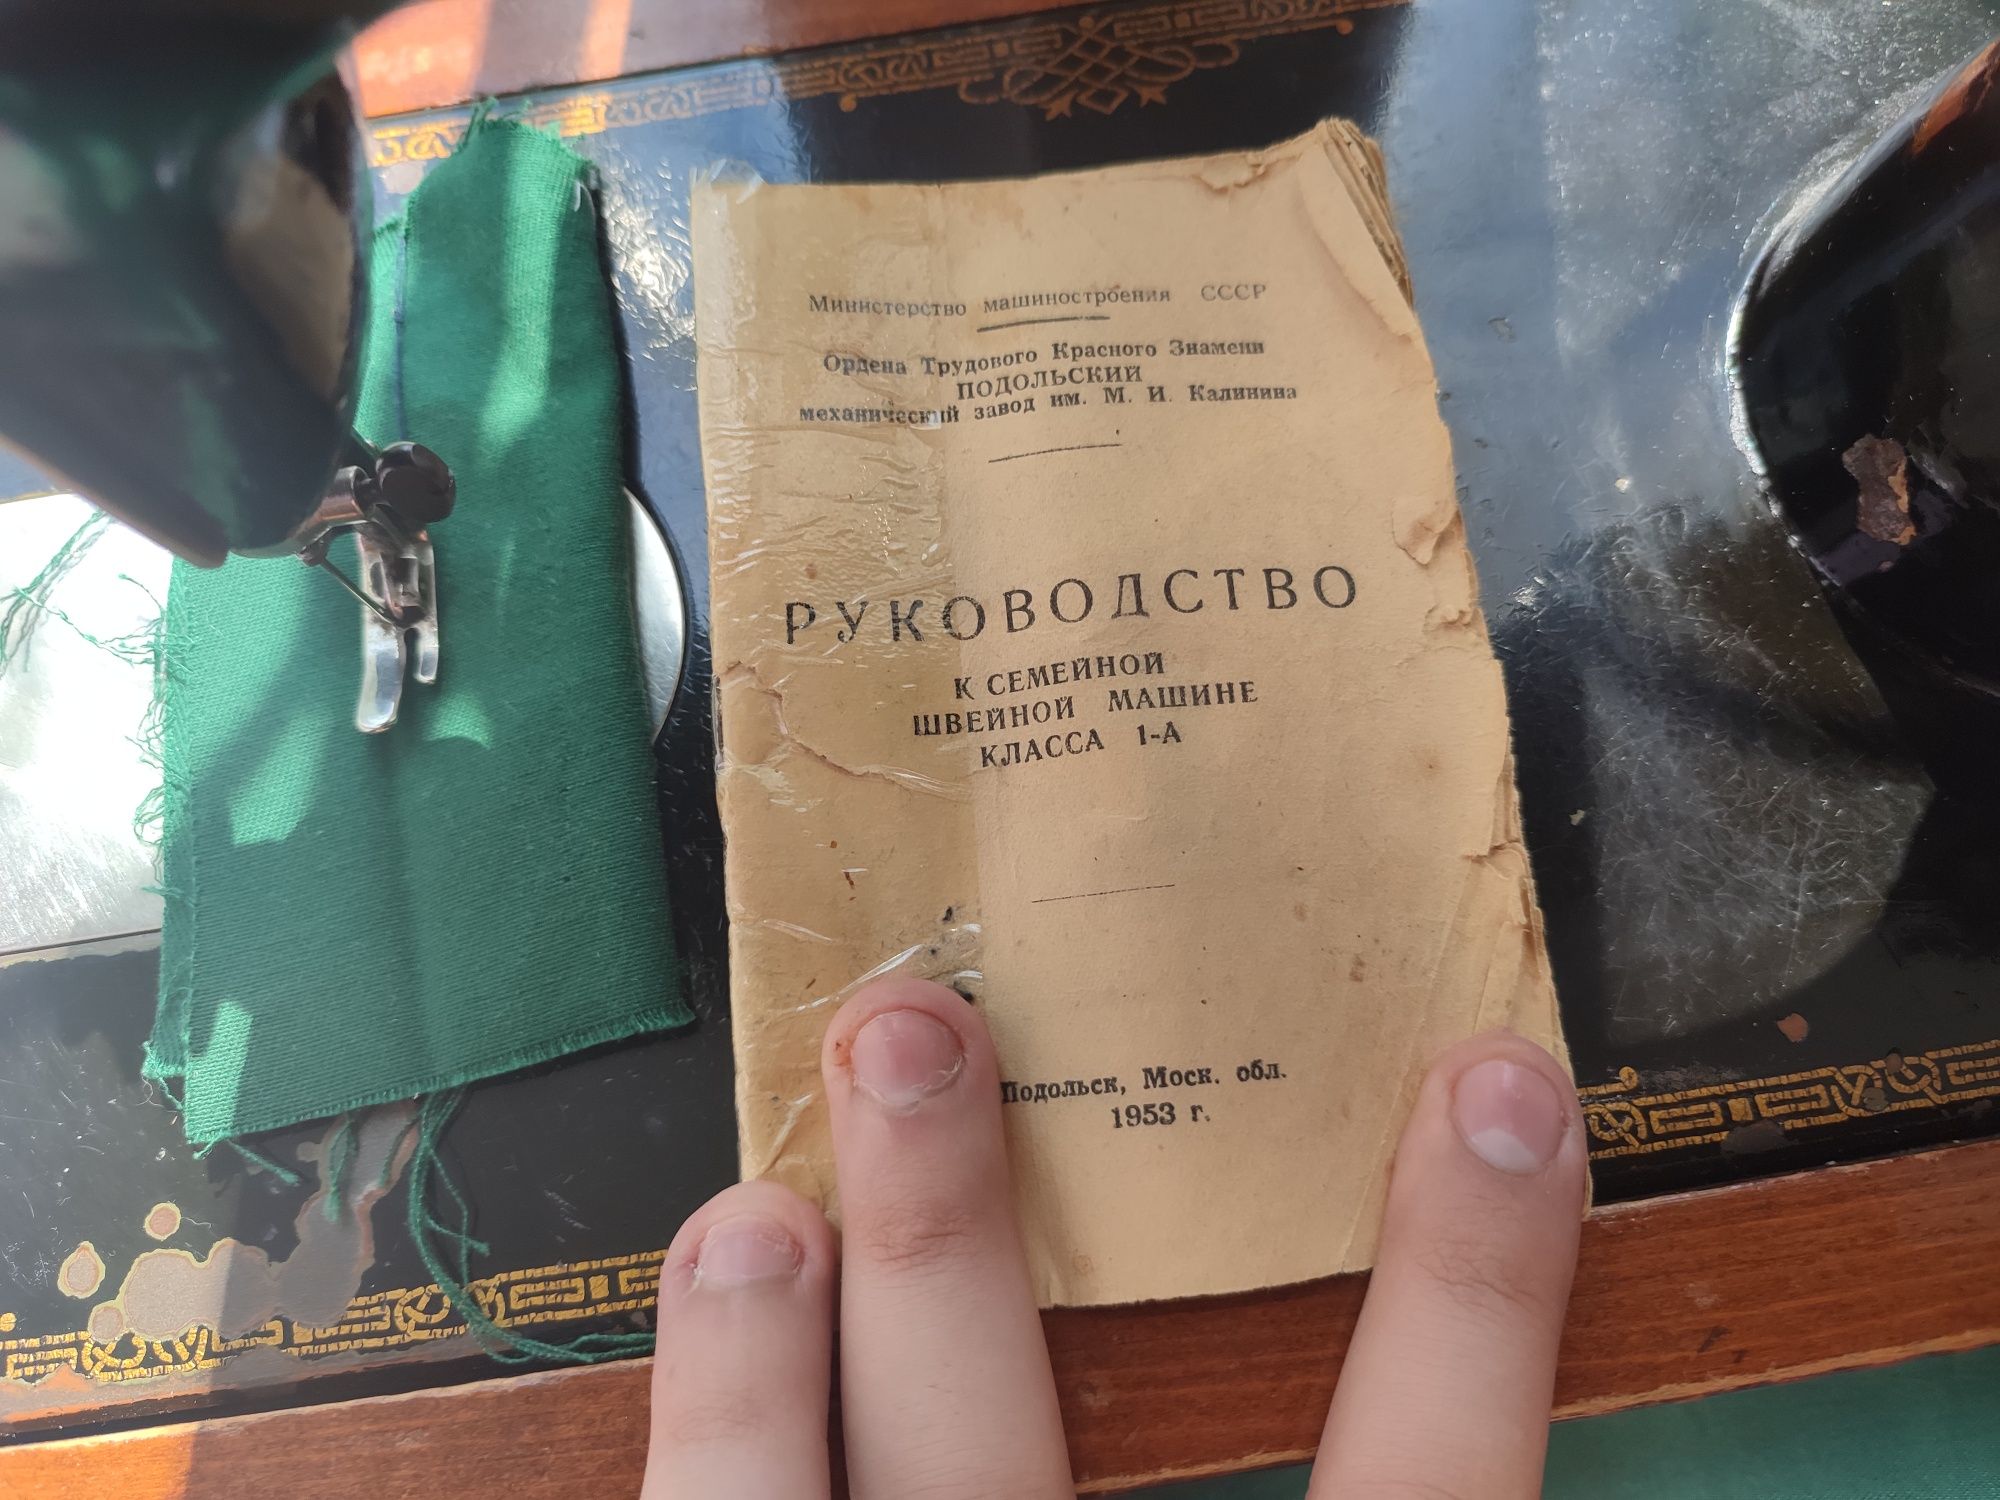 Министерство машиностроения СССР
Ордена Трудового Красного Знамени
ПОДОЛЬСКИЙ
механический завод им. М. И. Калинина
РУКОВОДСТВО
К СЕМЕЙНОЙ
ШВЕЙНОЙ МАШИНЕ
КЛАССА 1-А
Подольск, Моск. обл.
1953 г.